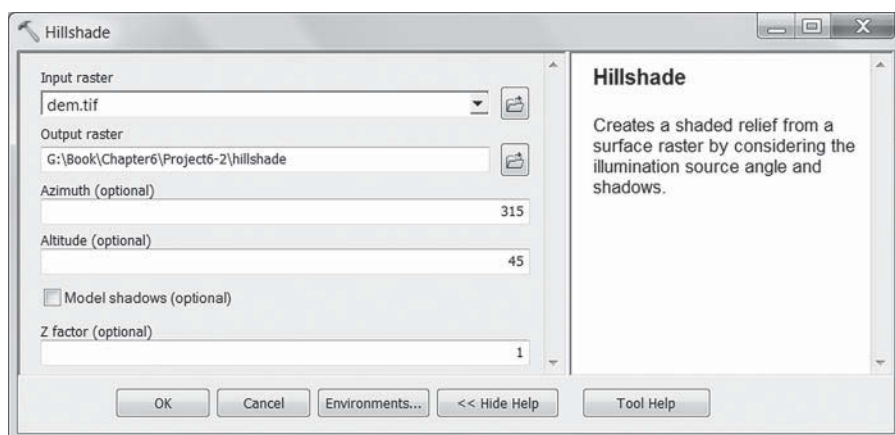 Hillshade
Input raster
dem.tif
Output raster
G:\Book\Chapter6\Project6-2\hillshade
Azimuth (optional)
315
Altitude (optional)
45
Model shadows (optional)
Z factor (optional)
1
OK
Cancel
Environments...
<< Hide Help
Hillshade
Creates a shaded relief from a
surface raster by considering the
illumination source angle and
shadows.
Tool Help